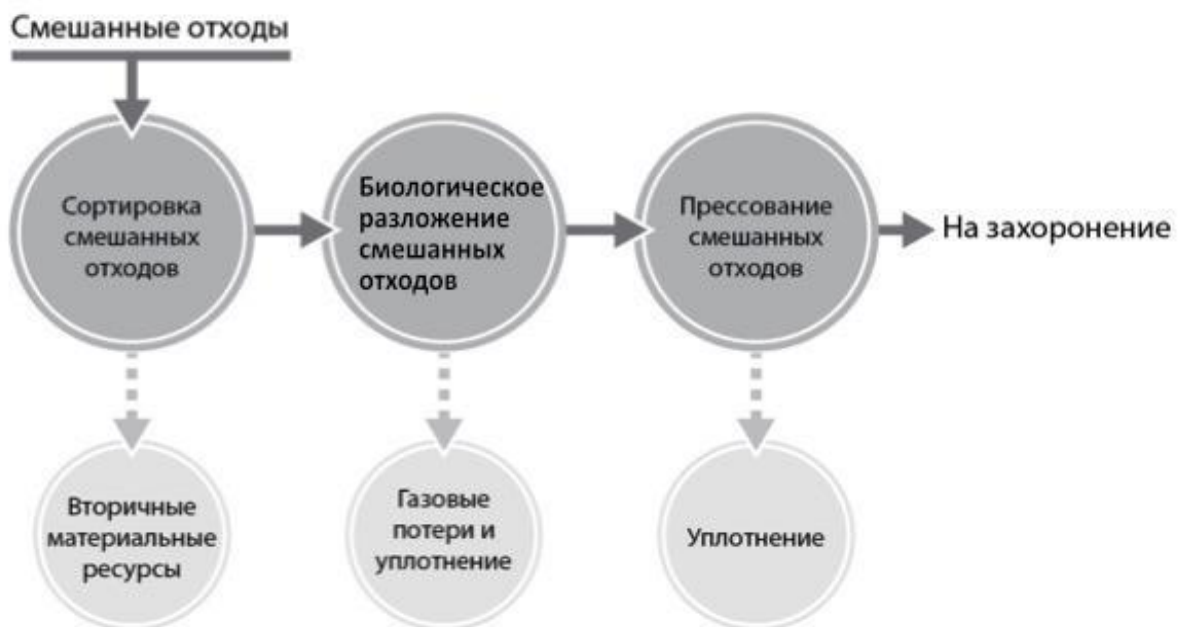 Смешанные отходы
Сортировка
смешанных
отходов
Биологическое
разложение
смешанных
отходов
Прессование
смешанных
отходов
На захоронение
Вторичные
материальные
ресурсы
Газовые
потери и
уплотнение
Уплотнение